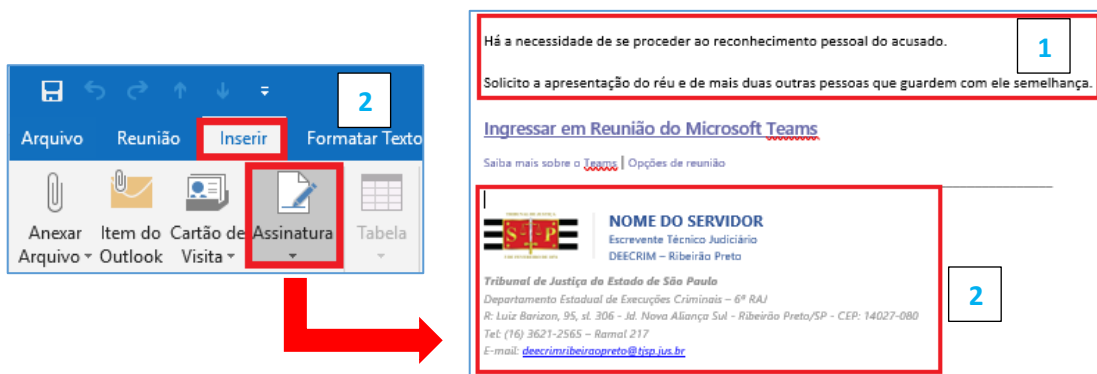 2
Arquivo Reunião Inserir Formatar Texto
Anexar Arquivo
Item do Outlook
Cartão de Visita
Assinatura
Tabela
Há a necessidade de se proceder ao reconhecimento pessoal do acusado.
1
Solicito a apresentação do réu e de mais duas outras pessoas que guardem com ele semelhança.
Ingressar em Reunião do Microsoft Teams
Saiba mais sobre o Teams | Opções de reunião
STP
NOME DO SERVIDOR
Escrevente Técnico Judiciário
DEECRIM – Ribeirão Preto
Tribunal de Justiça do Estado de São Paulo
Departamento Estadual de Execuções Criminais – 6ª RAJ
R: Luiz Barizon, 95, sl. 306 - Jd. Nova Aliança Sul - Ribeirão Preto/SP - CEP: 14027-080
Tel: (16) 3621-2565 – Ramal 217
E-mail: deecrimribeiraopreto@tjsp.jus.br
2